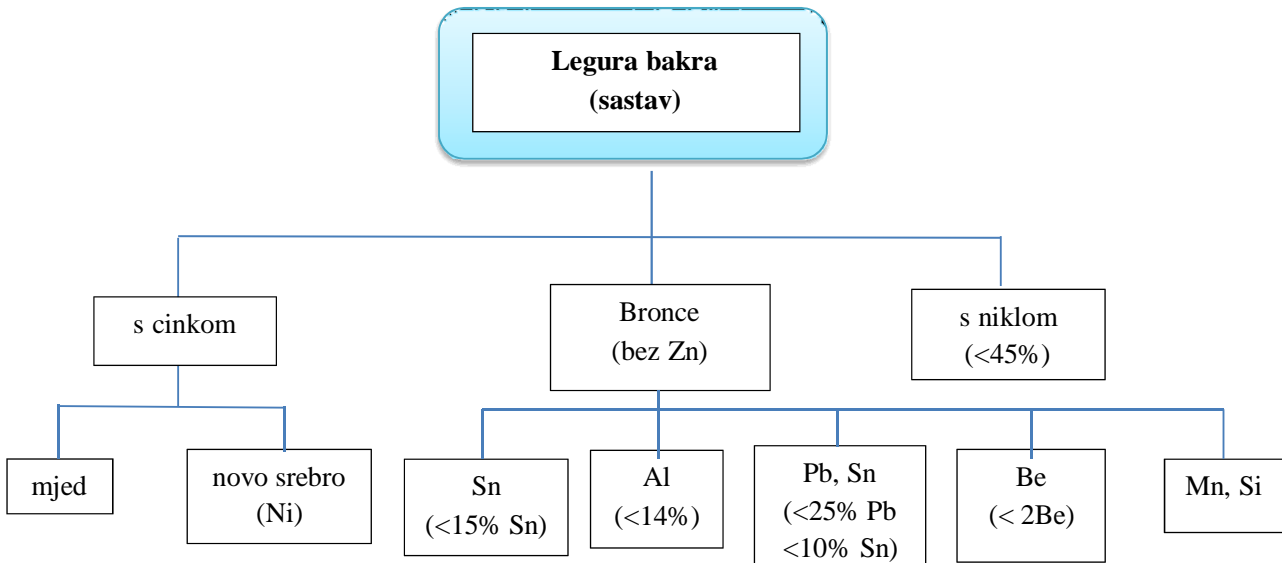 Legura bakra
(sastav)
s cinkom
Bronce
(bez Zn)
s niklom
(<45%)
mjed
novo srebro
(Ni)
Sn
(<15% Sn)
Al
(<14%)
Pb, Sn
(<25% Pb
<10% Sn)
Be
(< 2Be)
Mn, Si